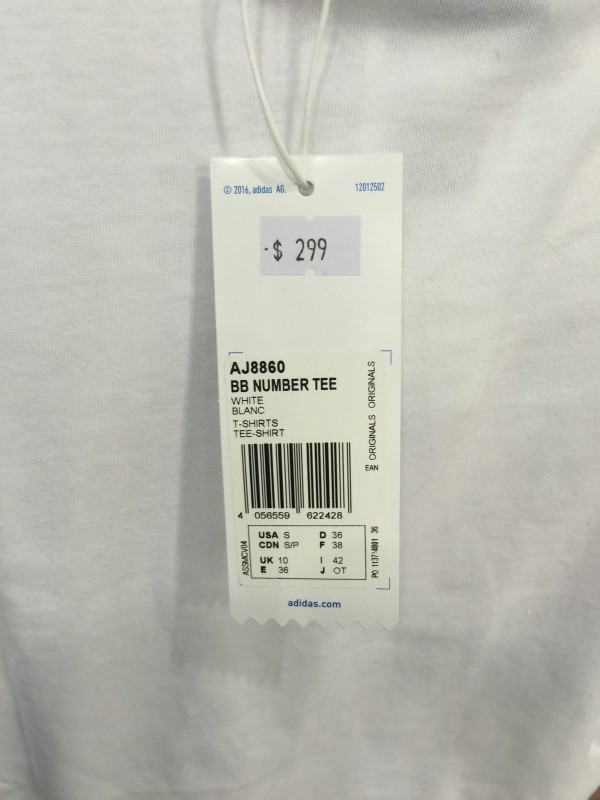 © 2016, adidas AG.
12012502
-$ 299
AJ8860
BB NUMBER TEE
WHITE
BLANC
T-SHIRTS
TEE-SHIRT
ORIGINALS ORIGINALS
EAN
4 056559 622428
ASSMCV04
USA S D 36
CDN S/P F 38
UK 10 I 42
E 36 J OT
PO 113714801 36
adidas.com